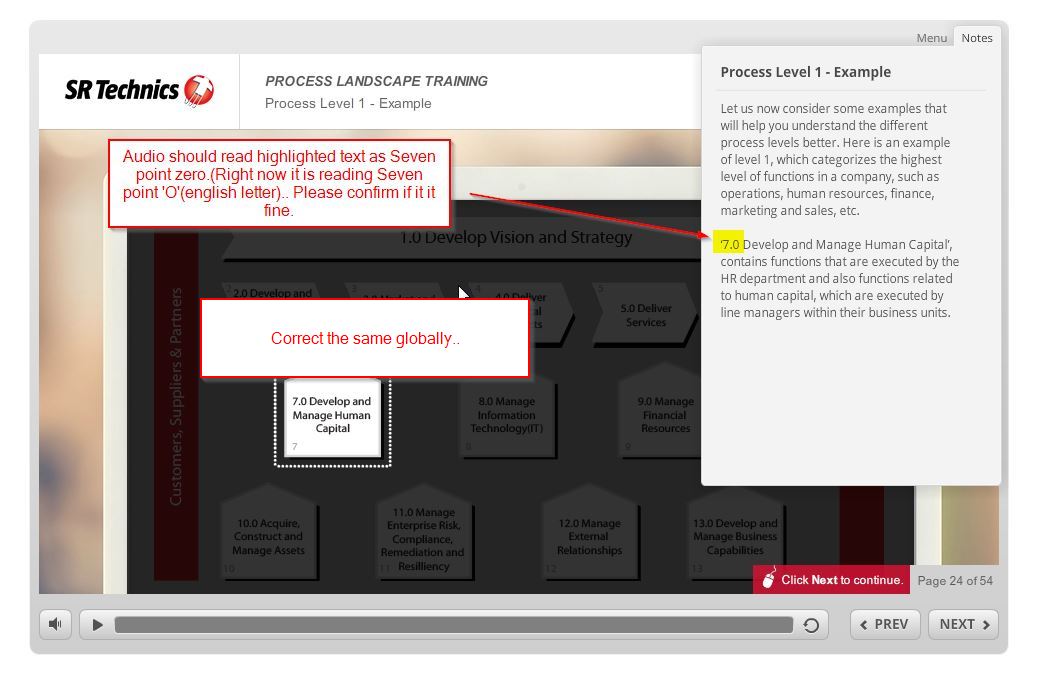 Menu
Notes
SR Technics
PROCESS LANDSCAPE TRAINING
Process Level 1 - Example
Audio should read highlighted text as Seven
point zero.(Right now it is reading Seven
point 'O'(english letter).. Please confirm if it it
fine.
1.0 Develop Vision and Strategy
Customers, Suppliers & Partners
2
2.0 Develop and
3
4
4.0 Deliver
5
5.0 Deliver
Services
Correct the same globally..
7.0 Develop and
Manage Human
Capital
7
8.0 Manage
Information
Technology(IT)
8
9.0 Manage
Financial
Resources
9
10.0 Acquire,
Construct and
Manage Assets
10
11.0 Manage
Enterprise Risk,
Compliance,
Remediation and
Resilliency
11
12.0 Manage
External
Relationships
12
13.0 Develop and
Manage Business
Capabilities
13
Process Level 1 - Example
Let us now consider some examples that
will help you understand the different
process levels better. Here is an example
of level 1, which categorizes the highest
level of functions in a company, such as
operations, human resources, finance,
marketing and sales, etc.
‘7.0 Develop and Manage Human Capital’,
contains functions that are executed by the
HR department and also functions related
to human capital, which are executed by
line managers within their business units.
Click Next to continue.
Page 24 of 54
PREV
NEXT